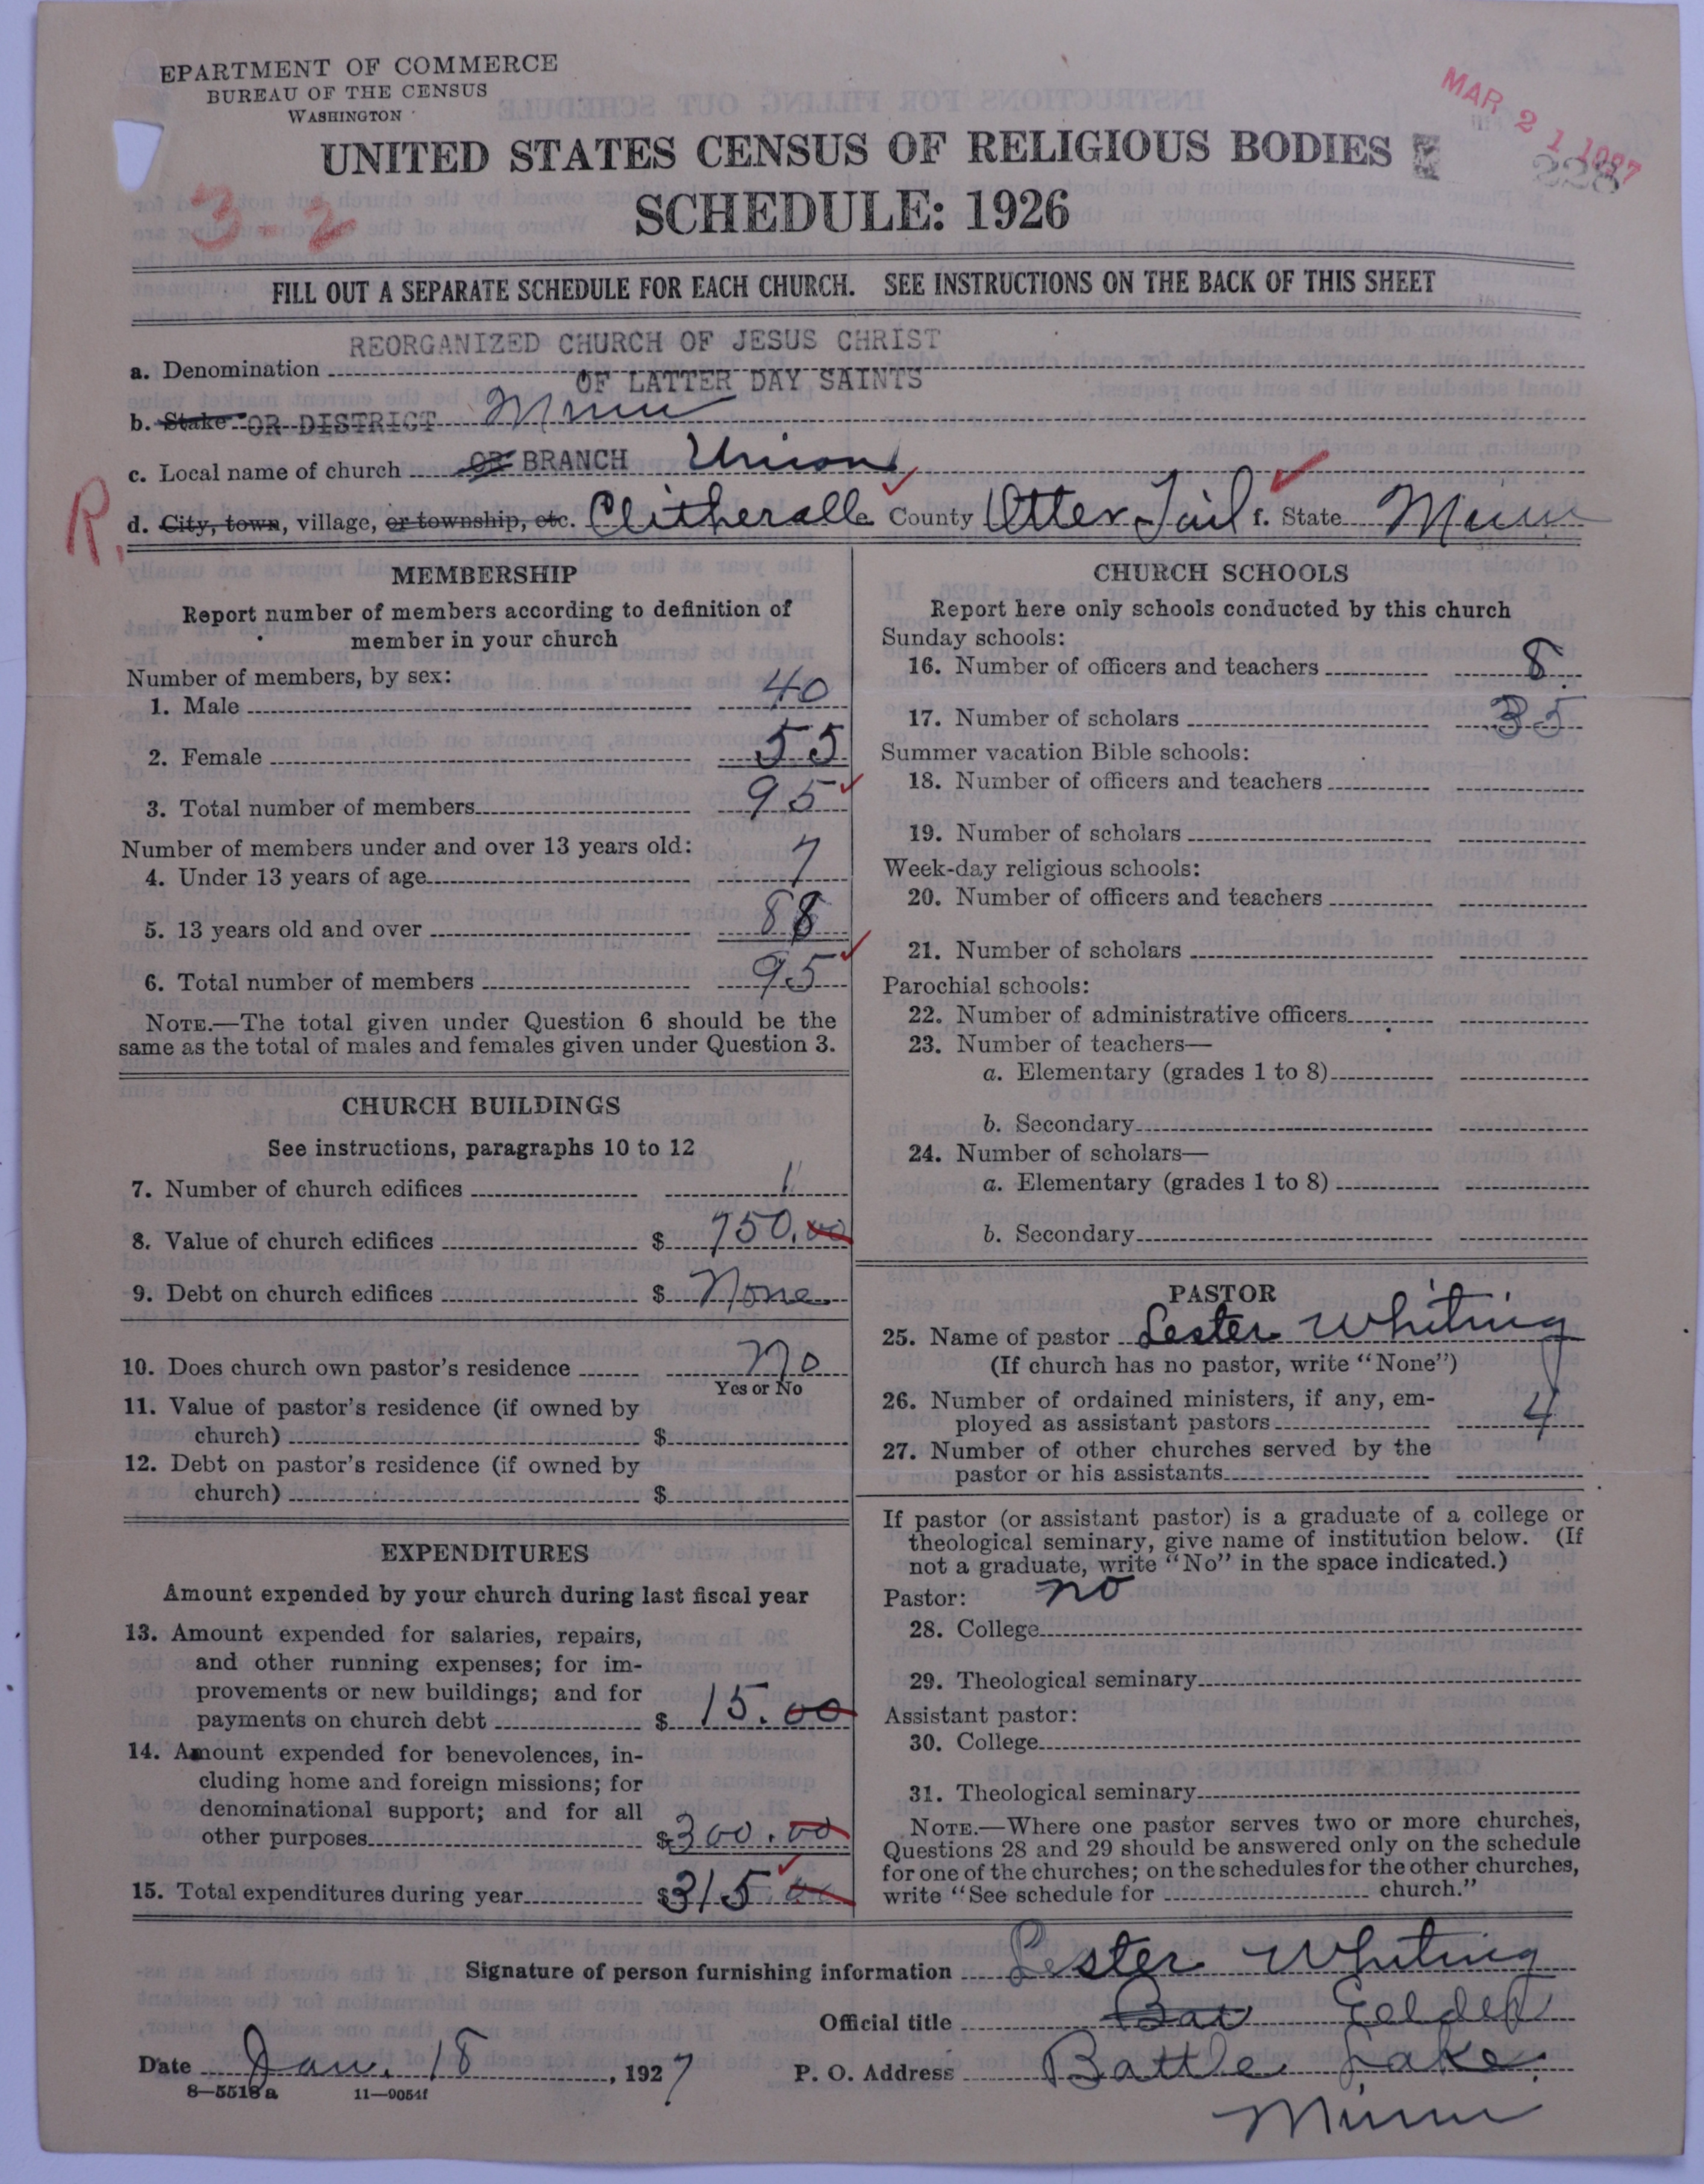 EPARTMENT OF COMMERCE
BUREAU OF THE CENSUS
WASHINGTON
MAR 21 1927
228
UNITED STATES CENSUS OF RELIGIOUS BODIES
3-2
SCHEDULE: 1926
FILL OUT A SEPARATE SCHEDULE FOR EACH CHURCH. SEE INSTRUCTIONS ON THE BACK OF THIS SHEET
REORGANIZED CHURCH OF JESUS CHRIST
a. Denomination
OF LATTER DAY SAINTS
b. Stake OR DISTRICT Minn
c. Local name of church OR BRANCH Union
R.
d. City, town, village, or township, etc. Clitherall County Otter Tail f. State Minn
MEMBERSHIP
Report number of members according to definition of
member in your church
Number of members, by sex:
1. Male 40
2. Female 55
3. Total number of members 95
Number of members under and over 13 years old:
4. Under 13 years of age 7
5. 13 years old and over 88
6. Total number of members 95
NOTE.—The total given under Question 6 should be the
same as the total of males and females given under Question 3.
CHURCH BUILDINGS
See instructions, paragraphs 10 to 12
7. Number of church edifices 1
8. Value of church edifices $ 750.00
9. Debt on church edifices $ None
10. Does church own pastor's residence No
Yes or No
11. Value of pastor's residence (if owned by
church) $
12. Debt on pastor's residence (if owned by
church) $
EXPENDITURES
Amount expended by your church during last fiscal year
13. Amount expended for salaries, repairs,
and other running expenses; for im-
provements or new buildings; and for
payments on church debt $ 15.00
14. Amount expended for benevolences, in-
cluding home and foreign missions; for
denominational support; and for all
other purposes $ 300.00
15. Total expenditures during year $ 315 00
CHURCH SCHOOLS
Report here only schools conducted by this church
Sunday schools:
16. Number of officers and teachers 8
17. Number of scholars 35
Summer vacation Bible schools:
18. Number of officers and teachers
19. Number of scholars
Week-day religious schools:
20. Number of officers and teachers
21. Number of scholars
Parochial schools:
22. Number of administrative officers
23. Number of teachers—
a. Elementary (grades 1 to 8)
b. Secondary
24. Number of scholars—
a. Elementary (grades 1 to 8)
b. Secondary
PASTOR
25. Name of pastor Lester Whiting
(If church has no pastor, write "None")
26. Number of ordained ministers, if any, em-
ployed as assistant pastors 4
27. Number of other churches served by the
pastor or his assistants
If pastor (or assistant pastor) is a graduate of a college or
theological seminary, give name of institution below. (If
not a graduate, write "No" in the space indicated.)
Pastor: no
28. College
29. Theological seminary
Assistant pastor:
30. College
31. Theological seminary
NOTE.—Where one pastor serves two or more churches,
Questions 28 and 29 should be answered only on the schedule
for one of the churches; on the schedules for the other churches,
write "See schedule for church."
Signature of person furnishing information Lester Whiting
Official title Bat Eelder
Date Jan. 18, 1927 P. O. Address Battle Lake.
8—5518a 11—9054f
Minn